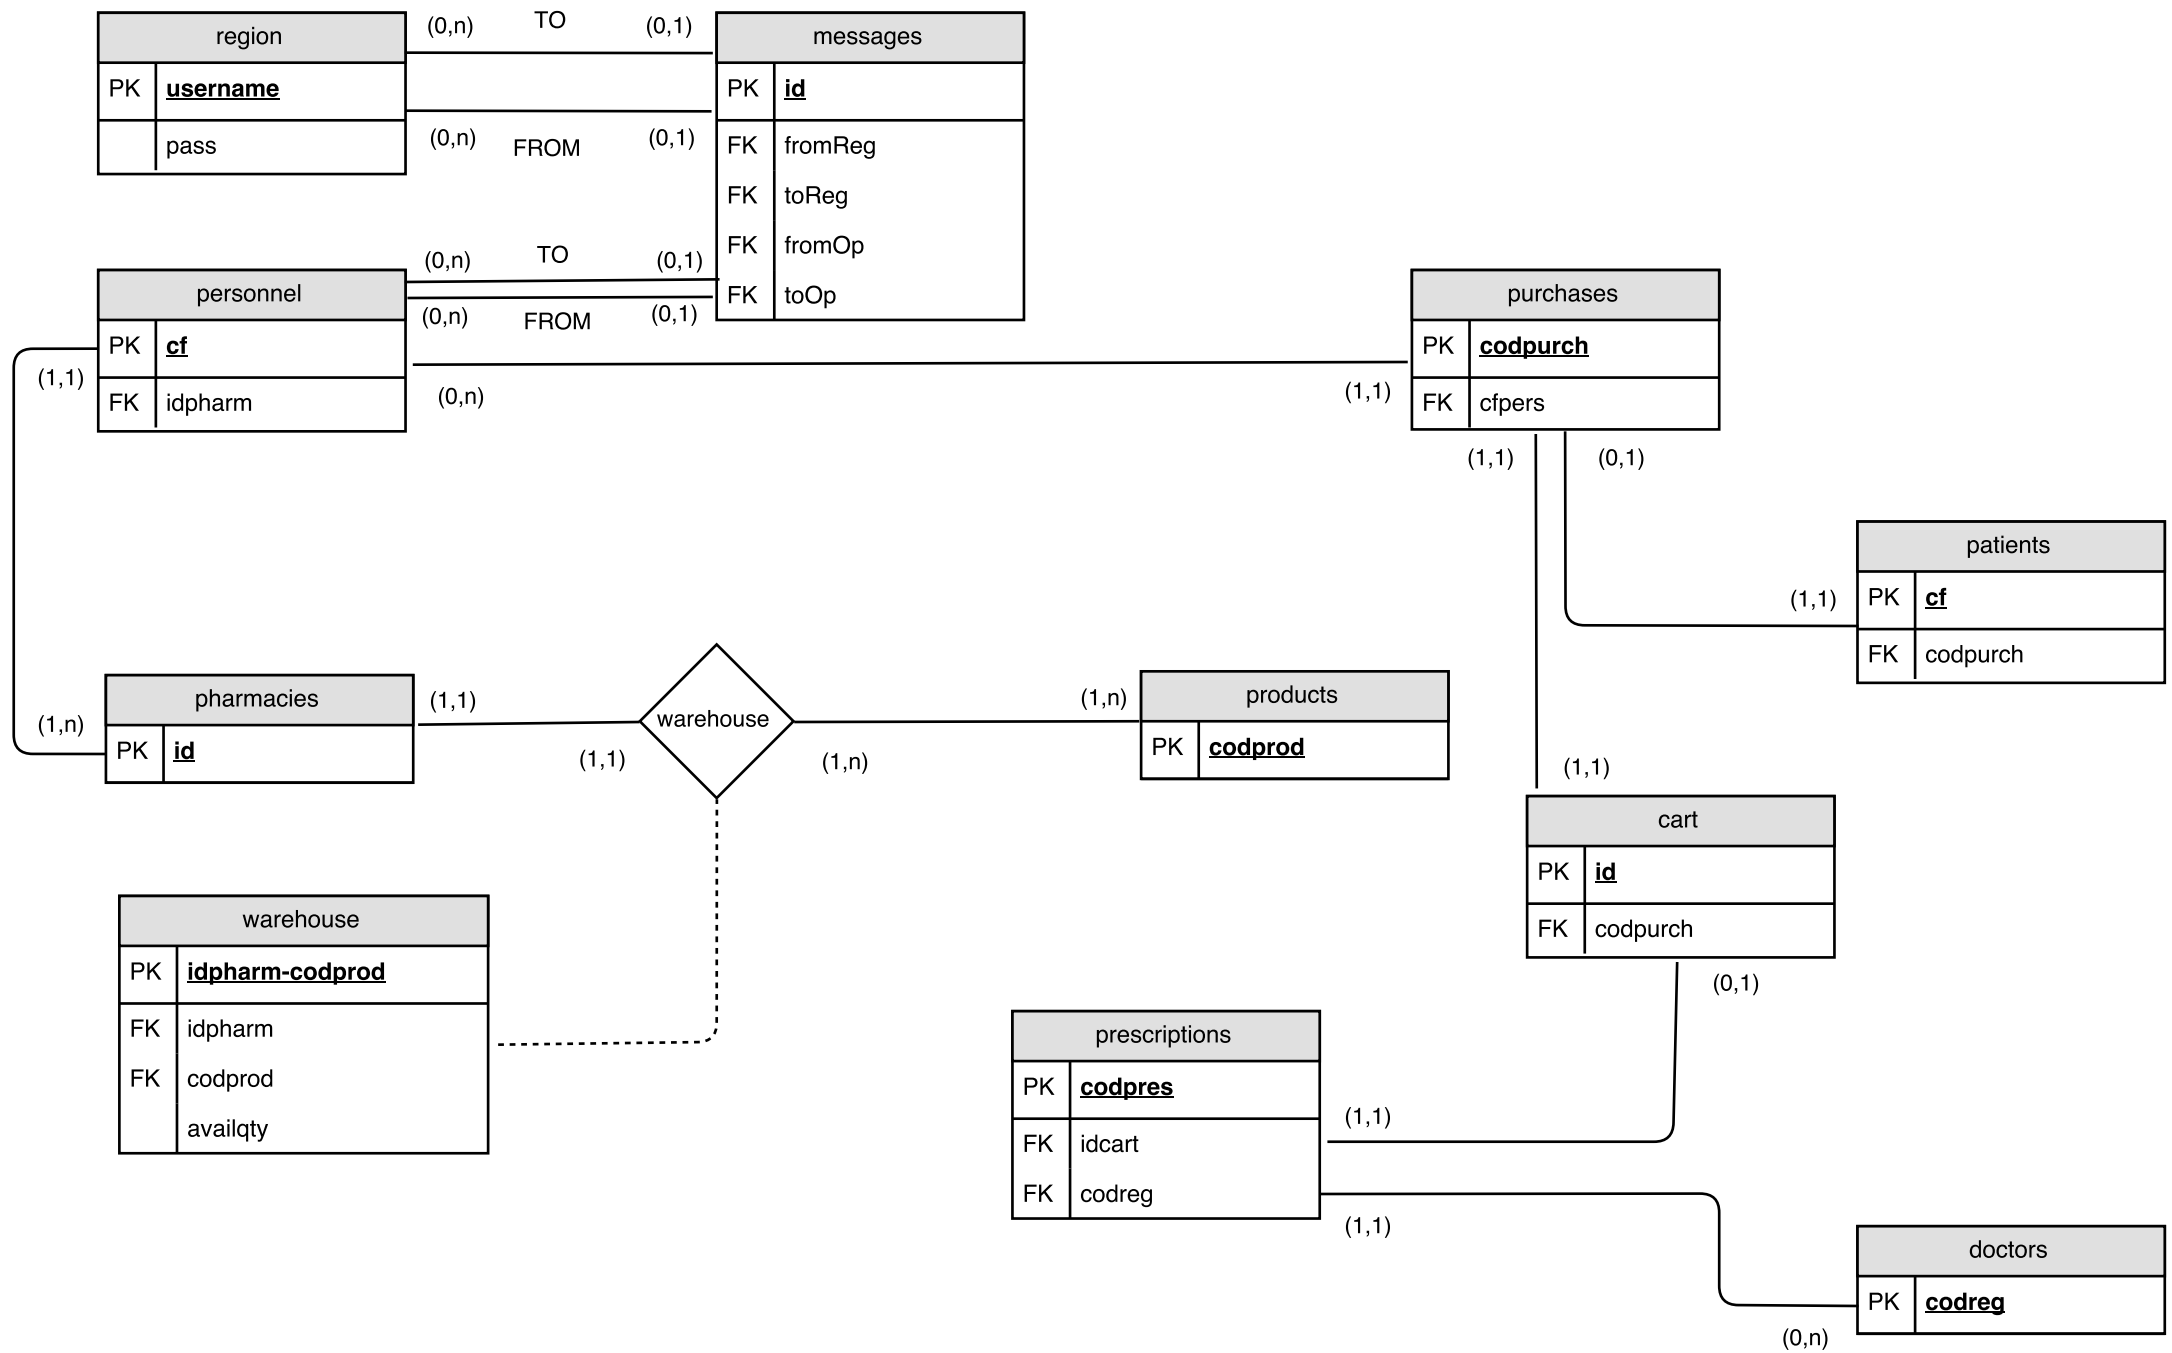 region
PK username
pass
(0,n) TO (0,1)
(0,n) FROM (0,1)
messages
PK id
FK fromReg
FK toReg
FK fromOp
FK toOp
personnel
PK cf
FK idpharm
(0,n) TO (0,1)
(0,n) FROM (0,1)
(0,n) (1,1)
(1,1)
(1,n)
purchases
PK codpurch
FK cfpers
(1,1) (0,1)
patients
PK cf
FK codpurch
(1,1)
pharmacies
PK id
(1,1)
(1,1)
warehouse
(1,n)
(1,n)
products
PK codprod
(1,1)
cart
PK id
FK codpurch
(0,1)
warehouse
PK idpharm-codprod
FK idpharm
FK codprod
availqty
prescriptions
PK codpres
FK idcart
FK codreg
(1,1)
(1,1)
doctors
PK codreg
(0,n)